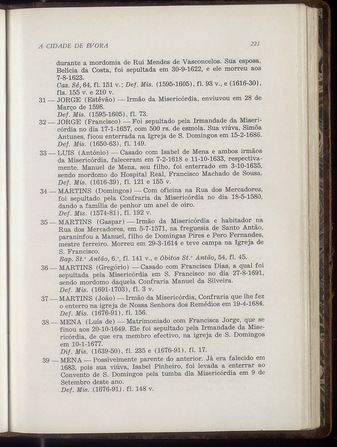 A CIDADE DE ÉVORA 221
durante a mordomia de Rui Mendes de Vasconcelos. Sua esposa,
Belícia da Costa, foi sepultada em 30-9-1622, e ele morreu aos
7-8-1623.
Cas. Sé, 64, fl. 151 v.; Def. Mis. (1595-1605), fl. 93 v., e (1616-30),
fls. 155 v. e 210 v.
31 — JORGE (Estêvão) — Irmão da Misericórdia, enviuvou em 28 de
Março de 1598.
Def. Mis. (1595-1605), fl. 73.
32 — JORGE (Francisco) — Foi sepultado pela Irmandade da Miseri-
córdia no dia 17-1-1657, com 500 rs. de esmola. Sua viúva, Simôa
Antunes, ficou enterrada na Igreja de S. Domingos em 15-2-1686.
Def. Mis. (1650-63), fl. 149.
33 — LUÍS (António) — Casado com Isabel de Mena e ambos irmãos
da Misericórdia, faleceram em 7-2-1618 e 11-10-1633, respectiva-
mente. Manuel de Mena, seu filho, foi enterrado em 3-10-1635,
sendo mordomo do Hospital Real, Francisco Machado de Sousa.
Def. Mis. (1616-39), fl. 121 e 155 v.
34 — MARTINS (Domingos) — Com oficina na Rua dos Mercadores,
foi sepultado pela Confraria da Misericórdia no dia 18-5-1580,
dando a família de penhor um anel de oiro.
Def. Mis. (1574-81), fl. 192 v.
35 — MARTINS (Gaspar) — Irmão da Misericórdia e habitador na
Rua dos Mercadores, em 5-7-1571, na freguesia de Santo Antão,
paraninfou a Manuel, filho de Domingas Pires e Pero Fernandes,
mestre ferreiro. Morreu em 29-3-1614 e teve campa na Igreja de
S. Francisco.
Bap. St.º Antão, 6.º, fl. 141 v., e Óbitos St.º Antão, 54, fl. 45.
36 — MARTINS (Gregório) — Casado com Francisca Dias, a qual foi
sepultada pela Misericórdia em S. Francisco no dia 27-8-1691,
sendo mordomo daquela Confraria Manuel da Silveira.
Def. Mis. (1691-1703), fl. 3 v.
37 — MARTINS (João) — Irmão da Misericórdia, Confraria que lhe fez
o enterro na igreja de Nossa Senhora dos Remédios em 19-4-1684.
Def. Mis. (1676-91), fl. 156.
38 — MENA (Luís de) — Matrimoniado com Francisca Jorge, que se
finou aos 20-10-1649. Ele foi sepultado pela Irmandade da Mise-
ricórdia, de que era membro efectivo, na igreja de S. Domingos
em 10-1-1677.
Dif. Mis. (1639-50), fl. 235 e (1676-91), fl. 17.
39 — MENA — Possivelmente parente do anterior. Já era falecido em
1683, pois sua viúva, Isabel Pinheiro, foi levada a enterrar ao
Convento de S. Domingos pela tumba dia Misericórdia em 9 de
Setembro deste ano.
Def. Mis. (1676-91). fl. 148 v.